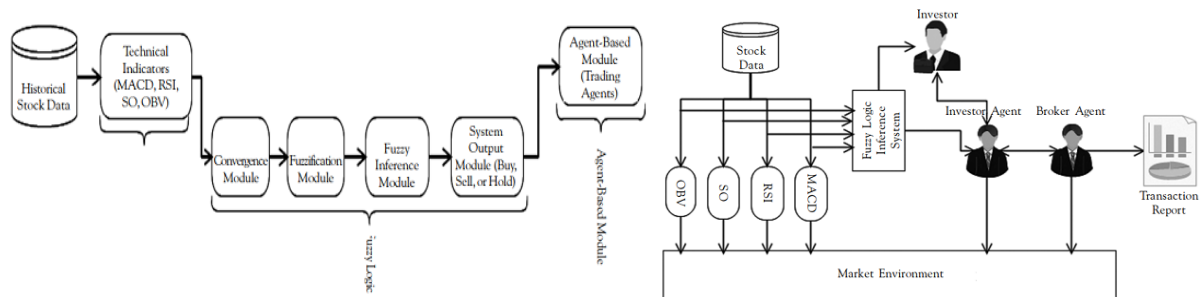 Historical
Stock Data
Technical
Indicators
(MACD, RSI,
SO, OBV)
Convergence
Module
Fuzzification
Module
Fuzzy
Inference
Module
System
Output
Module (Buy,
Sell, or Hold)
Agent-Based
Module
(Trading
Agents)
Fuzzy Logic
Agent-Based Module
Stock
Data
Investor
Fuzzy Logic
Inference
System
Investor Agent
Broker Agent
OBV
SO
RSI
MACD
Transaction
Report
Market Environment